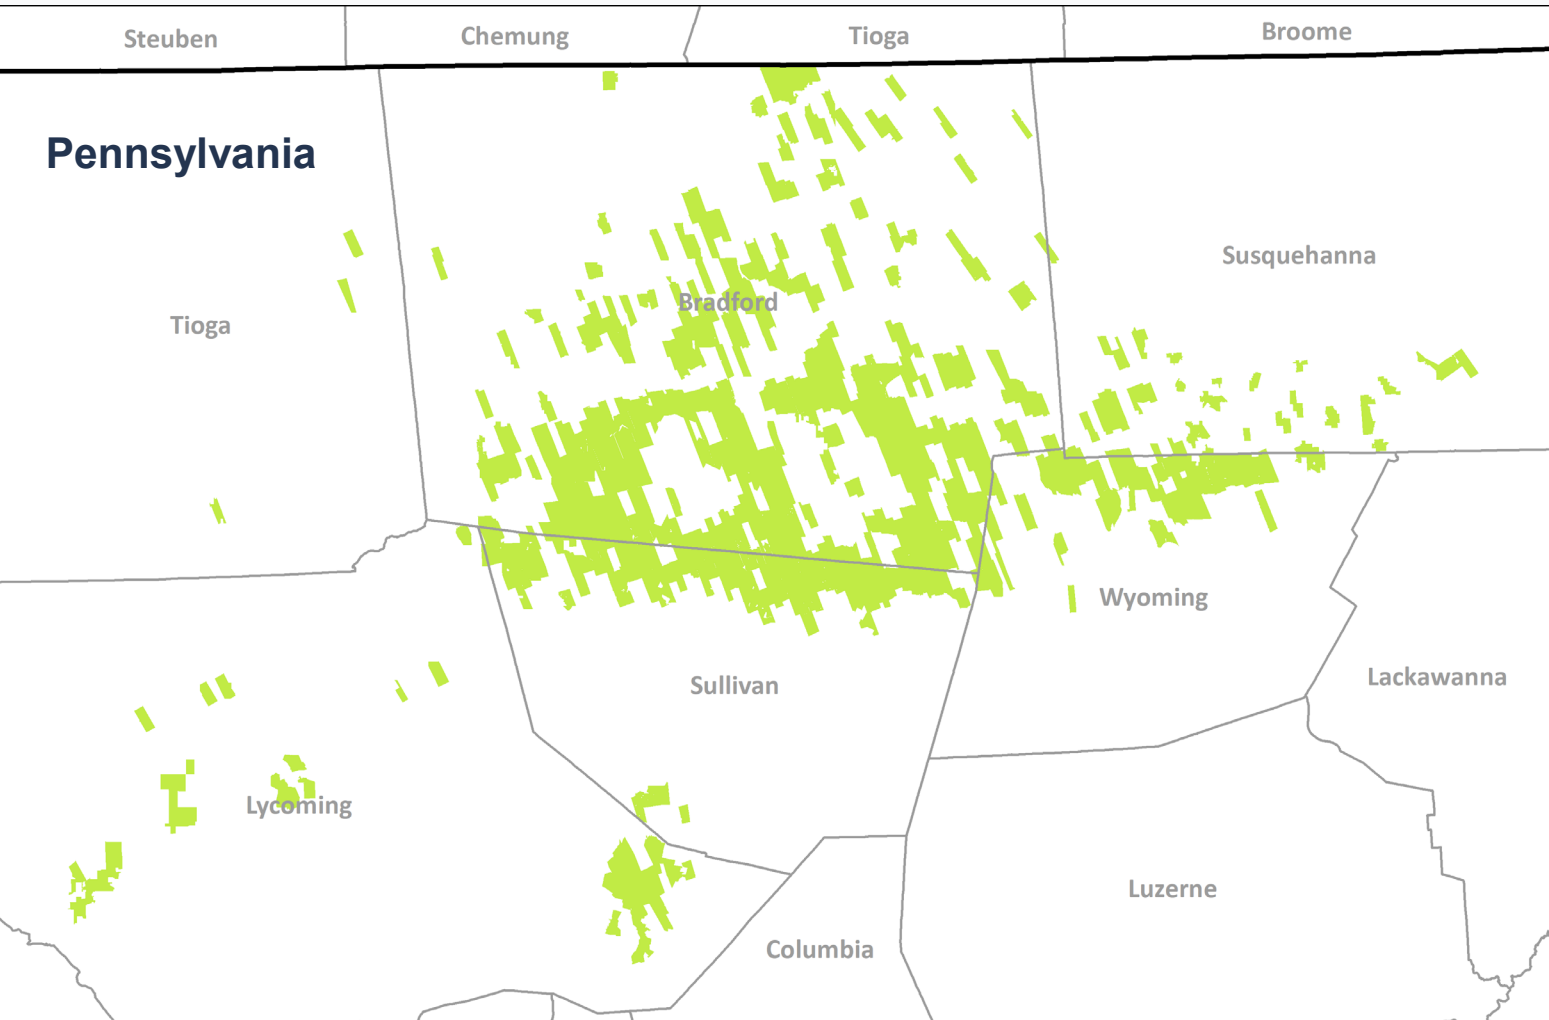 Steuben
Chemung
Tioga
Broome
Pennsylvania
Susquehanna
Bradford
Tioga
Wyoming
Sullivan
Lackawanna
Lycoming
Luzerne
Columbia